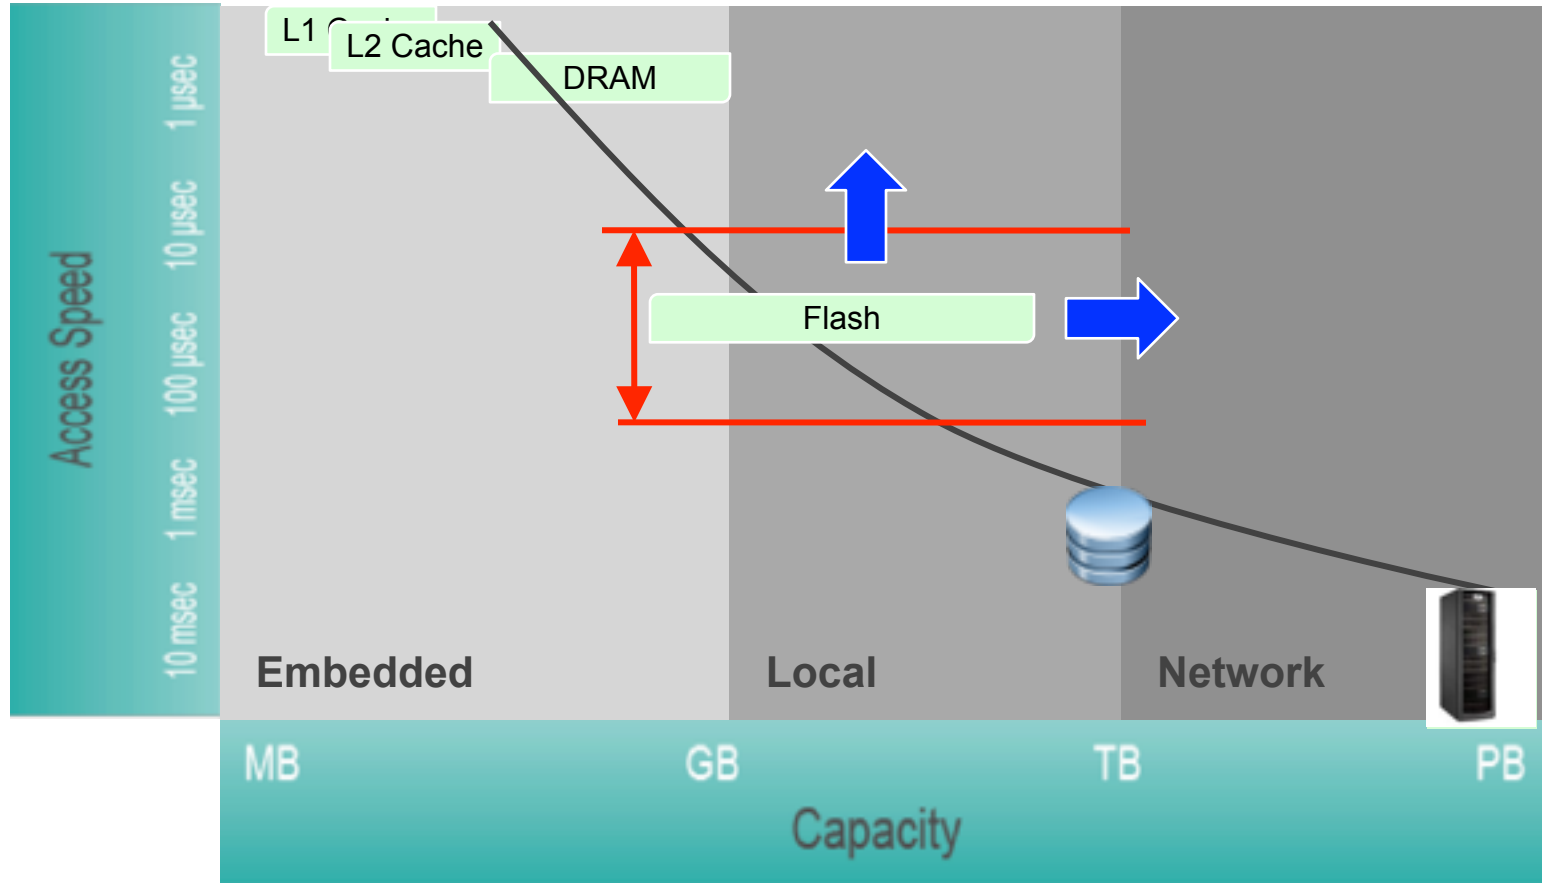 L1
L2 Cache
DRAM
Flash
Access Speed
1 μsec
10 μsec
100 μsec
1 msec
10 msec
Embedded
Local
Network
MB
GB
TB
PB
Capacity